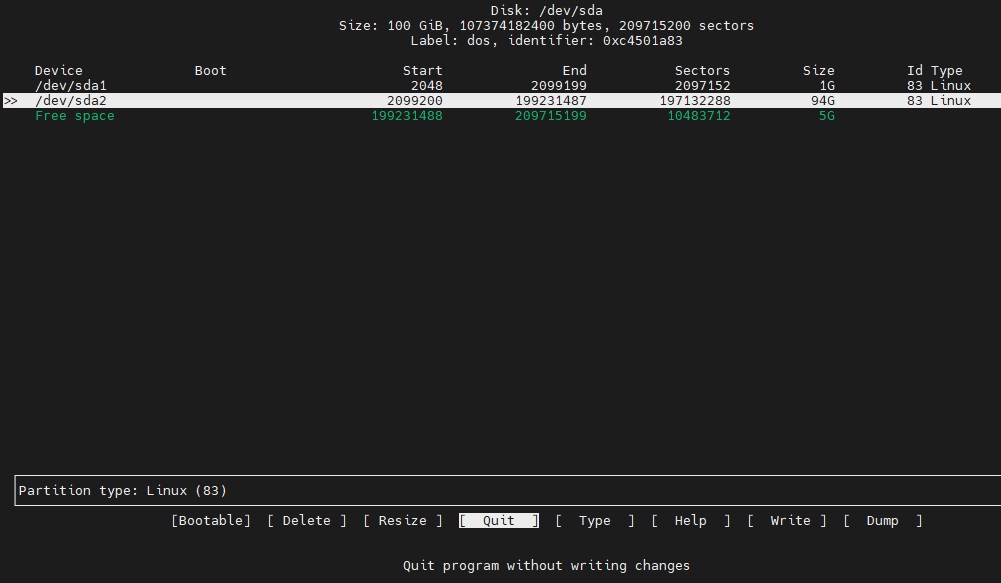 Disk: /dev/sda
Size: 100 GiB, 107374182400 bytes, 209715200 sectors
Label: dos, identifier: 0xc4501a83
Device Boot Start End Sectors Size Id Type
/dev/sda1 2048 2099199 2097152 1G 83 Linux
>> /dev/sda2 2099200 199231487 197132288 94G 83 Linux
Free space 199231488 209715199 10483712 5G
Partition type: Linux (83)
[Bootable] [ Delete ] [ Resize ] [ Quit ] [ Type ] [ Help ] [ Write ] [ Dump ]
Quit program without writing changes